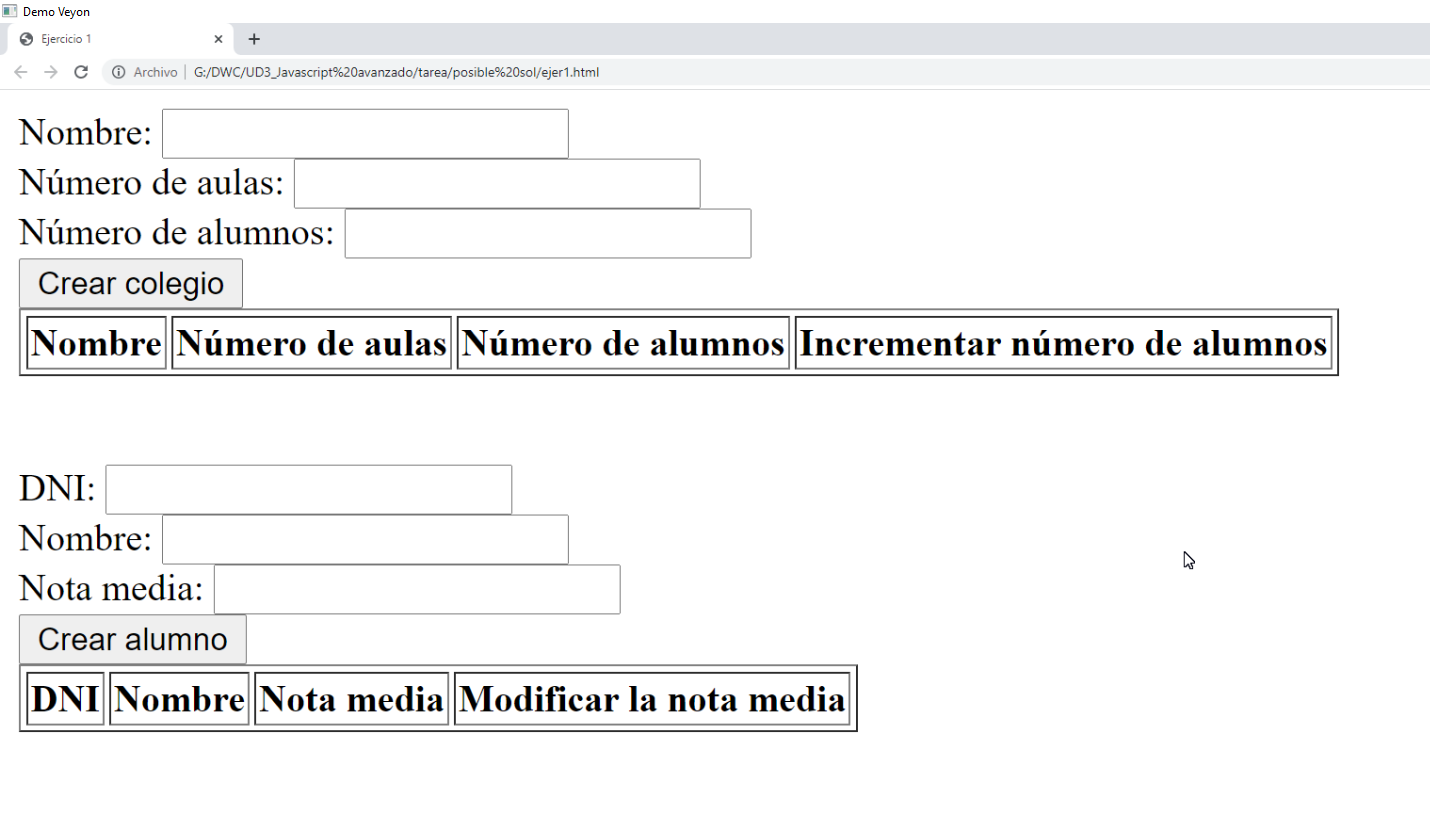 Demo Veyon
Ejercicio 1
Archivo | G:/DWC/UD3_Javascript%20avanzado/tarea/posible%20sol/ejer1.html
Nombre:
Número de aulas:
Número de alumnos:
Crear colegio
Nombre Número de aulas Número de alumnos Incrementar número de alumnos
DNI:
Nombre:
Nota media:
Crear alumno
DNI Nombre Nota media Modificar la nota media